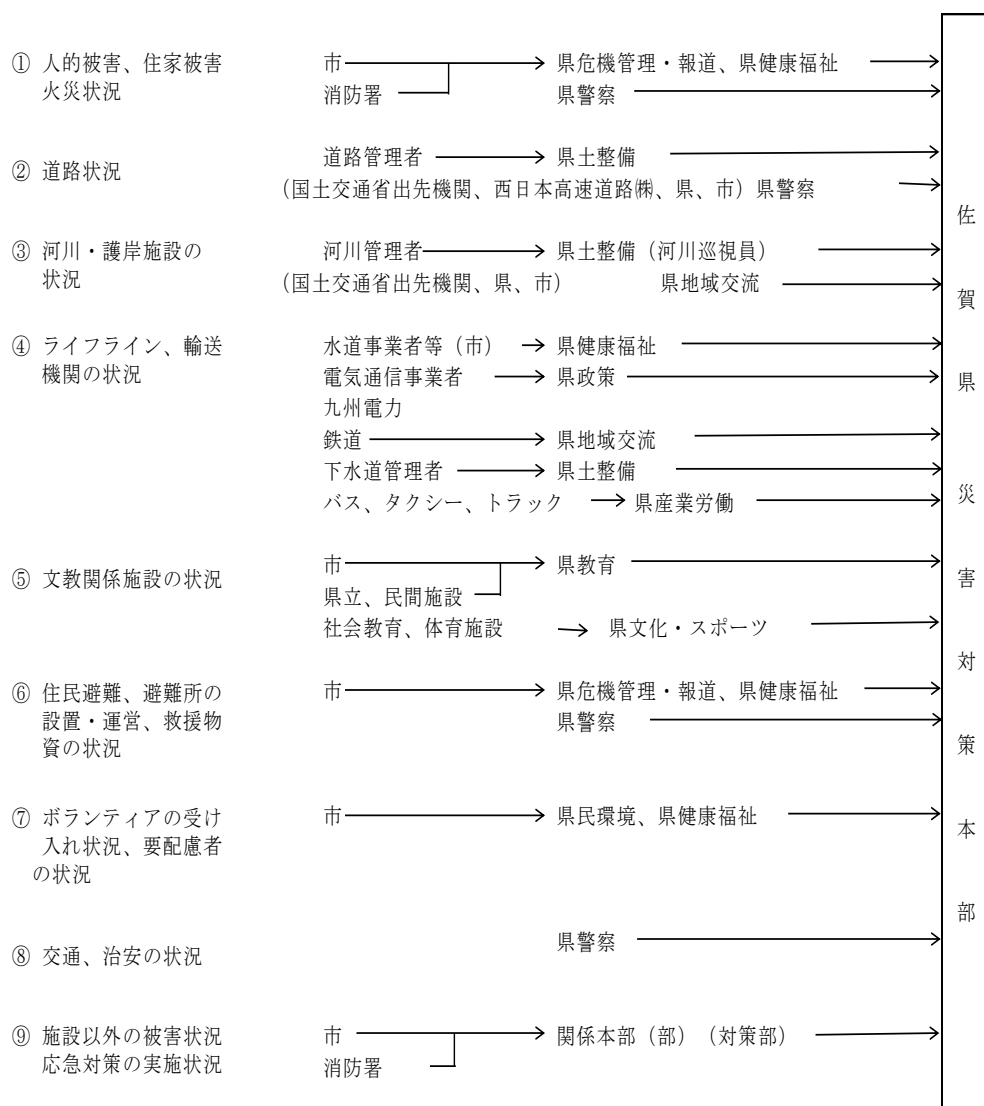 ① 人的被害、住家被害 市 県危機管理・報道、県健康福祉
火災状況 消防署 県警察
② 道路状況 道路管理者 県土整備
(国土交通省出先機関、西日本高速道路㈱、県、市) 県警察
③ 河川・護岸施設の 河川管理者 県土整備(河川巡視員)
状況 (国土交通省出先機関、県、市) 県地域交流
④ ライフライン、輸送 水道事業者等(市) 県健康福祉
機関の状況 電気通信事業者 県政策
九州電力
鉄道 県地域交流
下水道管理者 県土整備
バス、タクシー、トラック 県産業労働
⑤ 文教関係施設の状況 市 県教育
県立、民間施設
社会教育、体育施設 県文化・スポーツ
⑥ 住民避難、避難所の 市 県危機管理・報道、県健康福祉
設置・運営、救援物 県警察
資の状況
⑦ ボランティアの受け 市 県民環境、県健康福祉
入れ状況、要配慮者
の状況
⑧ 交通、治安の状況 県警察
⑨ 施設以外の被害状況 市 関係本部(部)(対策部)
応急対策の実施状況 消防署
佐賀県災害対策本部